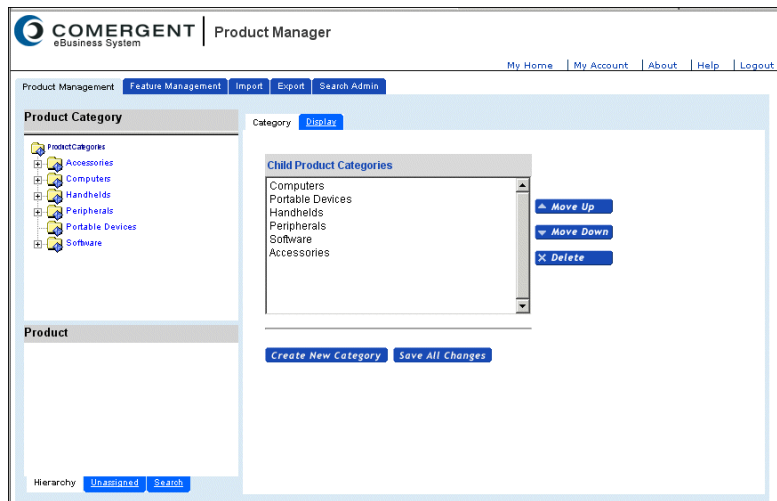 COMERGENT
eBusiness System
Product Manager
My Home | My Account | About | Help | Logout
Product Management
Feature Management
Import
Export
Search Admin
Product Category
ProductCategories
Accessories
Computers
Handhelds
Peripherals
Portable Devices
Software
Product
Hierarchy
Unassigned
Search
Category
Display
Child Product Categories
Computers
Portable Devices
Handhelds
Peripherals
Software
Accessories
Move Up
Move Down
Delete
Create New Category
Save All Changes